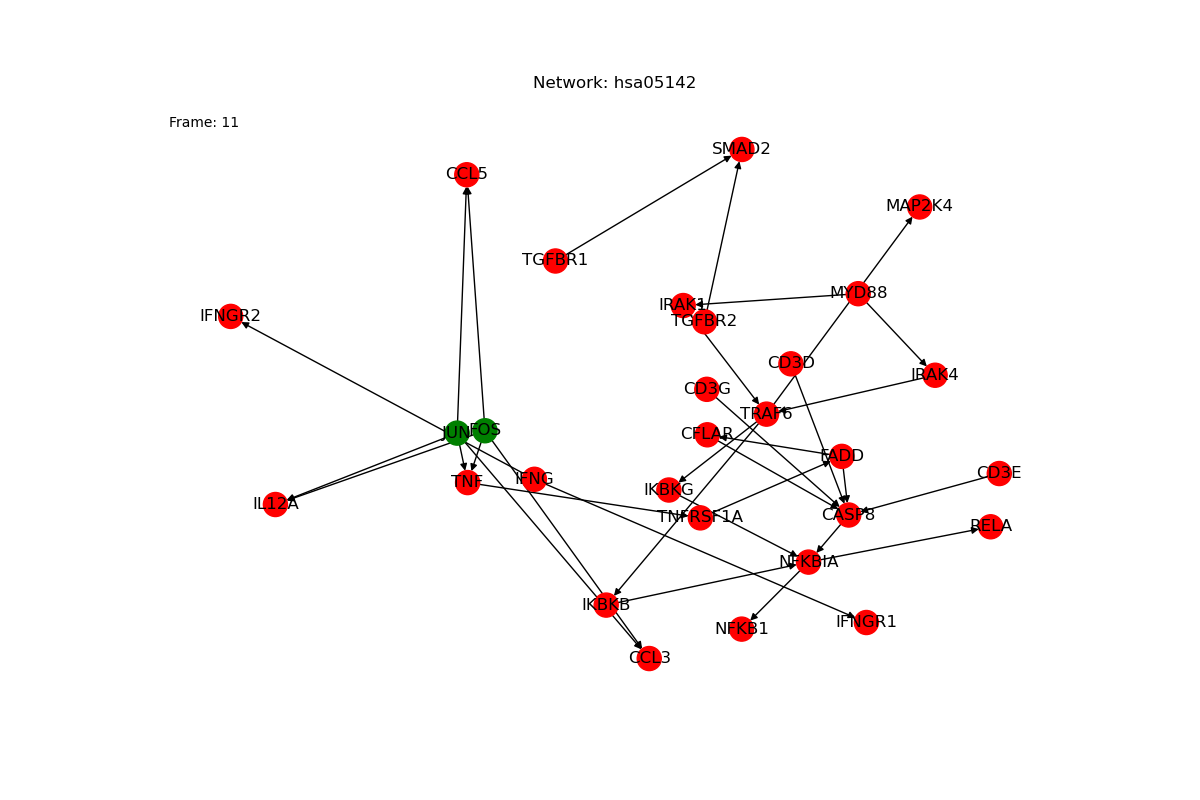 Network: hsa05142
Frame: 11
SMAD2
CCL5
MAP2K4
TGFBR1
MYD88
IRAK1
IFNGR2
TGFBR2
CD3D
IRAK4
CD3G
TRAF6
JUN
FOS
CFLAR
FADD
CD3E
TNF
IFNG
IKBKG
IL12A
TNFRSF1A
CASP8
RELA
NFKBIA
IKBKB
IFNGR1
NFKB1
CCL3